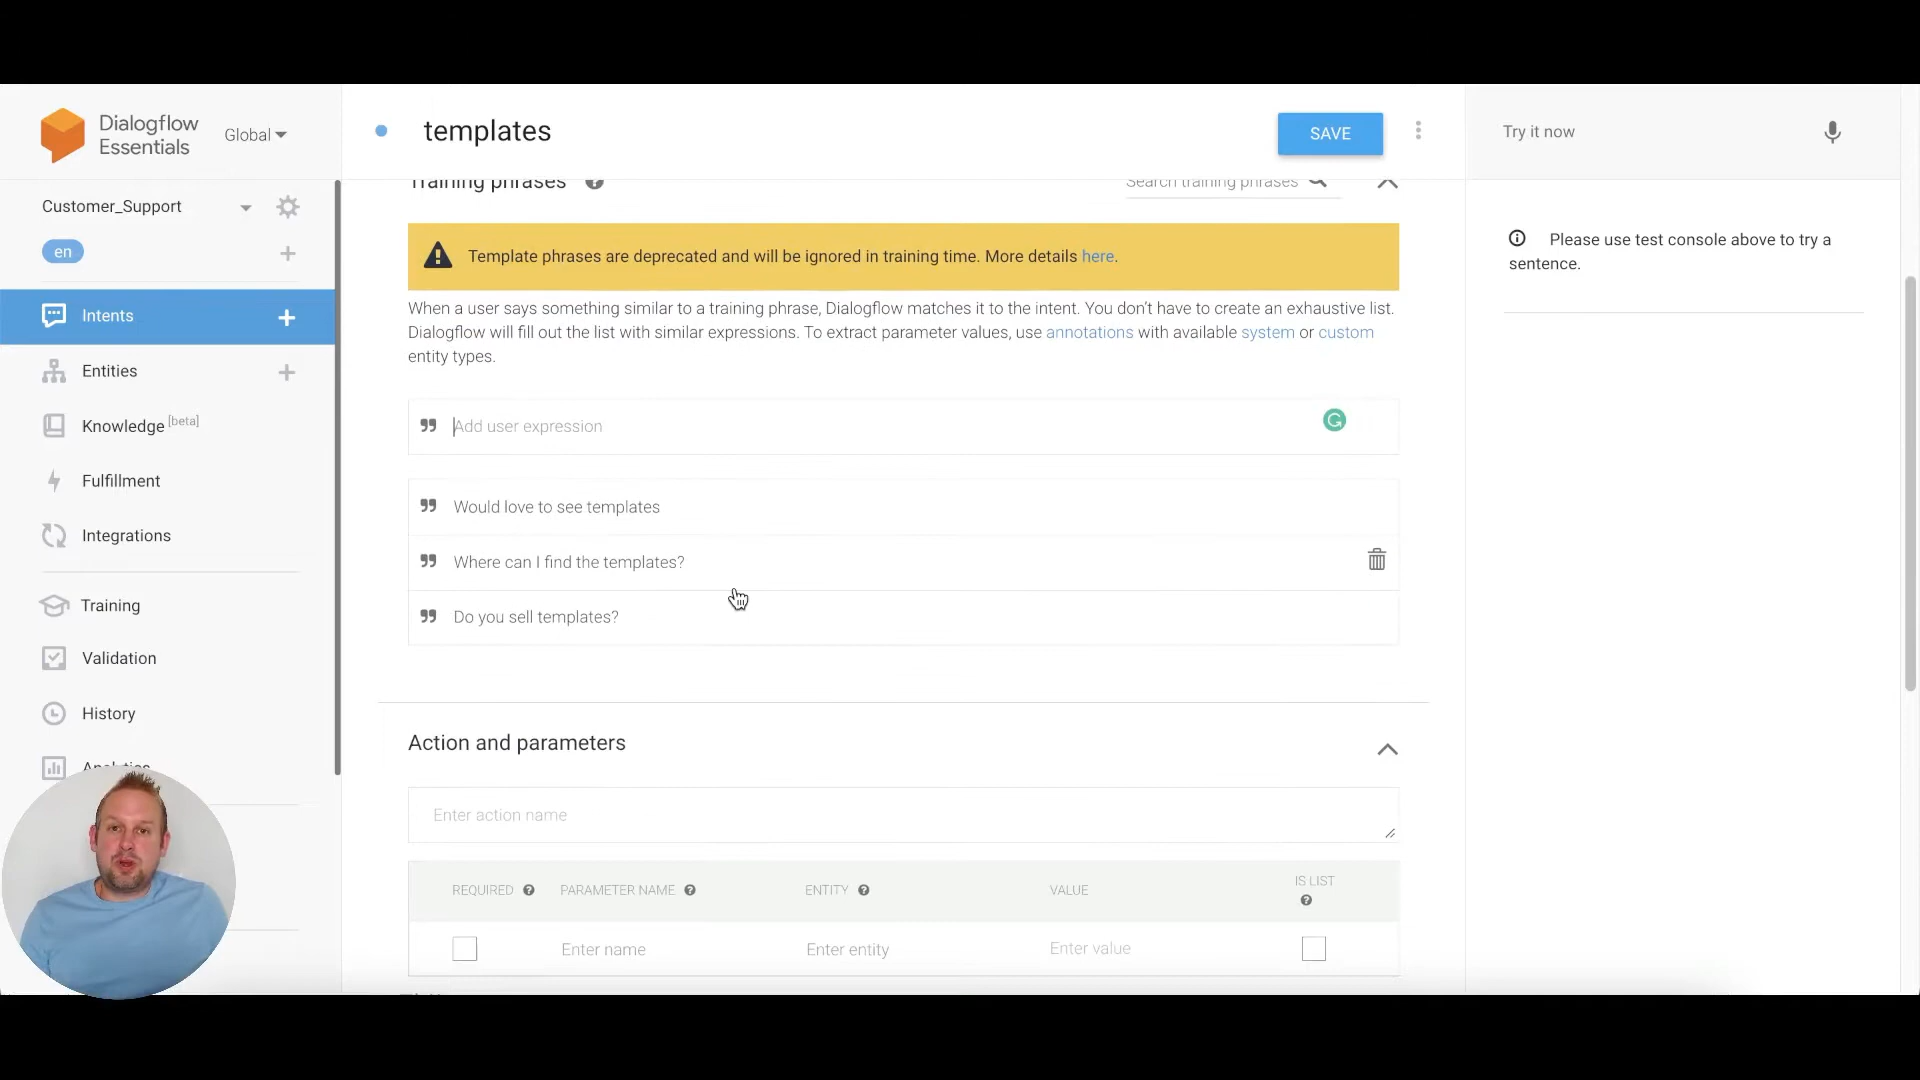 Dialogflow
Essentials
Global
templates
SAVE
Try it now
Customer_Support
en
Training phrases
Search training phrases
Template phrases are deprecated and will be ignored in training time. More details here.
Please use test console above to try a
sentence.
When a user says something similar to a training phrase, Dialogflow matches it to the intent. You don't have to create an exhaustive list.
Dialogflow will fill out the list with similar expressions. To extract parameter values, use annotations with available system or custom
entity types.
Intents
Entities
Knowledge [beta]
Fulfillment
Integrations
Training
Validation
History
Analytics
Add user expression
Would love to see templates
Where can I find the templates?
Do you sell templates?
Action and parameters
Enter action name
REQUIRED
PARAMETER NAME
ENTITY
VALUE
IS LIST
Enter name
Enter entity
Enter value